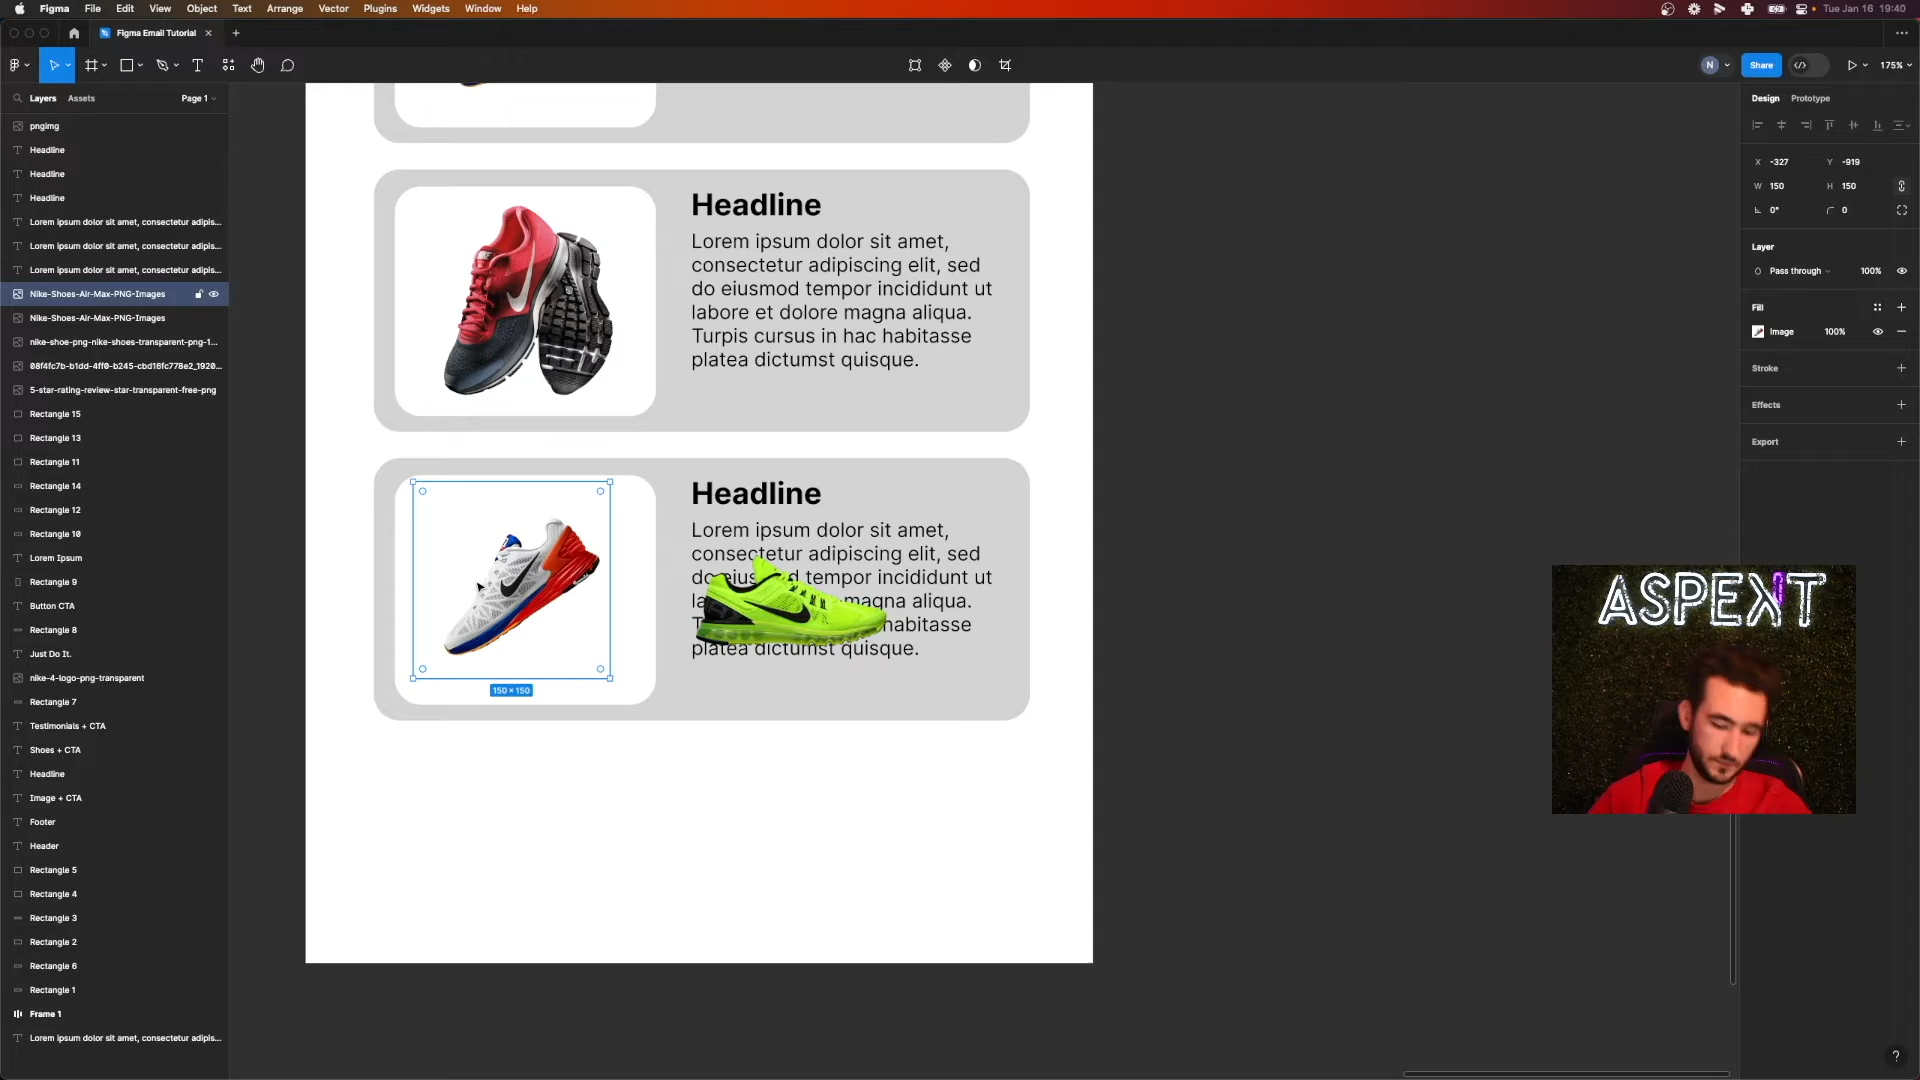 Figma File Edit View Object Text Arrange Vector Plugins Widgets Window Help
Tue Jan 16 19:40
Figma Email Tutorial
N Share 175%
Layers Assets Page 1
pngimg
Headline
Headline
Headline
Lorem ipsum dolor sit amet, consectetur adipis...
Lorem ipsum dolor sit amet, consectetur adipis...
Lorem ipsum dolor sit amet, consectetur adipis...
Nike-Shoes-Air-Max-PNG-Images
Nike-Shoes-Air-Max-PNG-Images
nike-shoe-png-nike-shoes-transparent-png-1...
08f4fc7b-b1dd-4ff0-b245-cbd16fc778e2_1920...
5-star-rating-review-star-transparent-free-png
Rectangle 15
Rectangle 13
Rectangle 11
Rectangle 14
Rectangle 12
Rectangle 10
Lorem Ipsum
Rectangle 9
Button CTA
Rectangle 8
Just Do It.
nike-4-logo-png-transparent
Rectangle 7
Testimonials + CTA
Shoes + CTA
Headline
Image + CTA
Footer
Header
Rectangle 5
Rectangle 4
Rectangle 3
Rectangle 2
Rectangle 6
Rectangle 1
Frame 1
Lorem ipsum dolor sit amet, consectetur adipis...
Headline
Lorem ipsum dolor sit amet,
consectetur adipiscing elit, sed
do eiusmod tempor incididunt ut
labore et dolore magna aliqua.
Turpis cursus in hac habitasse
platea dictumst quisque.
Headline
Lorem ipsum dolor sit amet,
consectetur adipiscing elit, sed
tempor incididunt ut
magna aliqua.
habitasse
platea dictumst quisque.
150 × 150
Design Prototype
X -327 Y -919
W 150 H 150
0° 0
Layer
Pass through 100%
Fill
Image 100%
Stroke
Effects
Export
ASPEXT
?